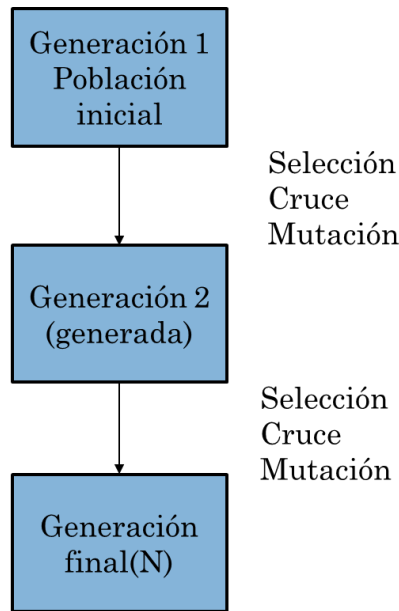 Generación 1
Población
inicial
Selección
Cruce
Mutación
Generación 2
(generada)
Selección
Cruce
Mutación
Generación
final(N)